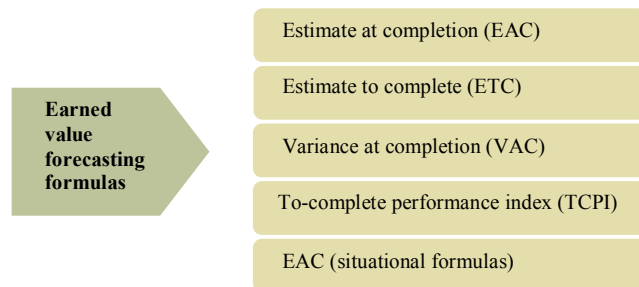 Earned
value
forecasting
formulas
Estimate at completion (EAC)
Estimate to complete (ETC)
Variance at completion (VAC)
To-complete performance index (TCPI)
EAC (situational formulas)